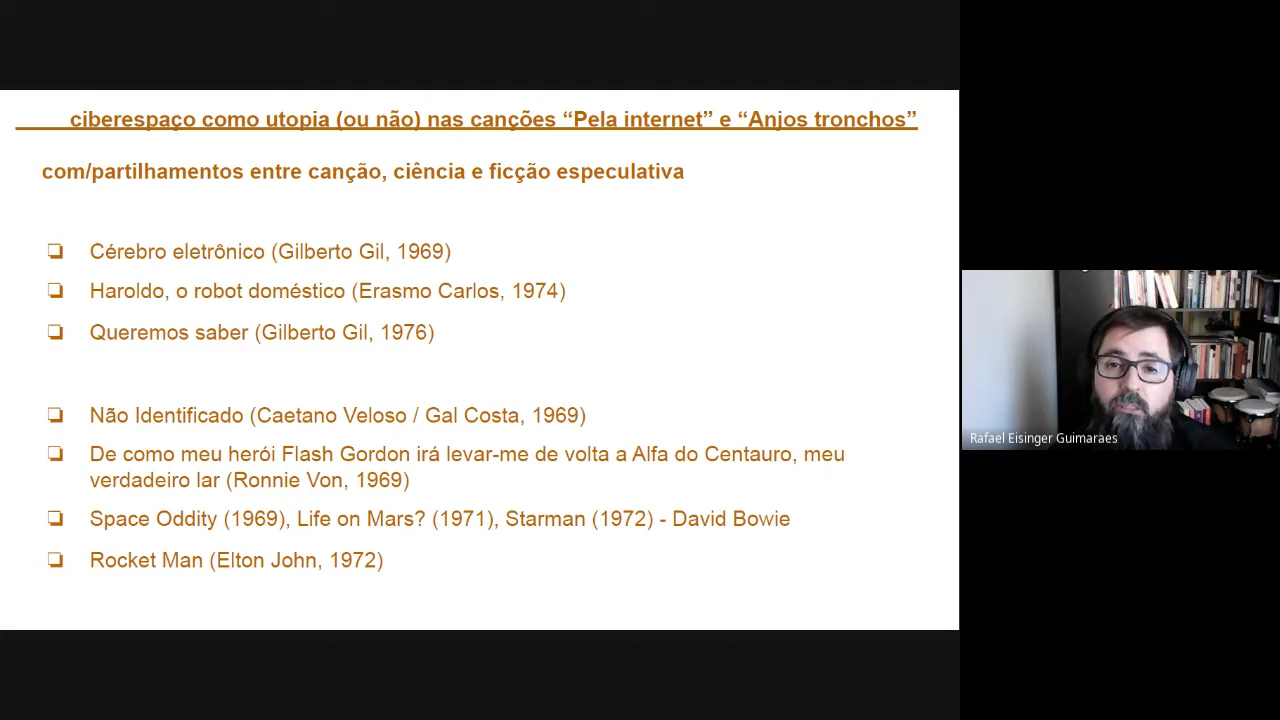 ciberespaço como utopia (ou não) nas canções “Pela internet” e “Anjos tronchos”
com/partilhamentos entre canção, ciência e ficção especulativa
❏ Cérebro eletrônico (Gilberto Gil, 1969)
❏ Haroldo, o robot doméstico (Erasmo Carlos, 1974)
❏ Queremos saber (Gilberto Gil, 1976)
❏ Não Identificado (Caetano Veloso / Gal Costa, 1969)
❏ De como meu herói Flash Gordon irá levar-me de volta a Alfa do Centauro, meu
verdadeiro lar (Ronnie Von, 1969)
❏ Space Oddity (1969), Life on Mars? (1971), Starman (1972) - David Bowie
❏ Rocket Man (Elton John, 1972)
Rafael Eisinger Guimaraes